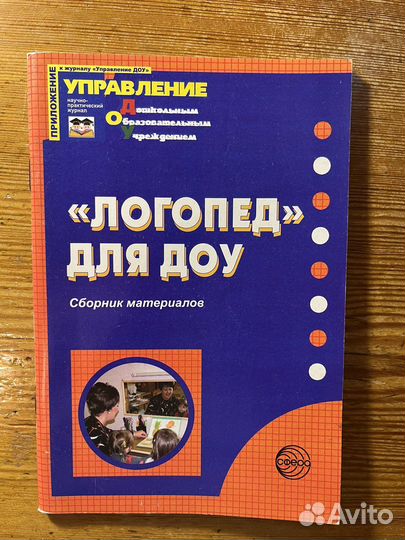 ПРИЛОЖЕНИЕ
к журналу «Управление ДОУ»
УПРАВЛЕНИЕ
научно-
практический
журнал
Дошкольным
Образовательным
Учреждением
«ЛОГОПЕД»
ДЛЯ ДОУ
Сборник материалов
СФЕРА
Avito